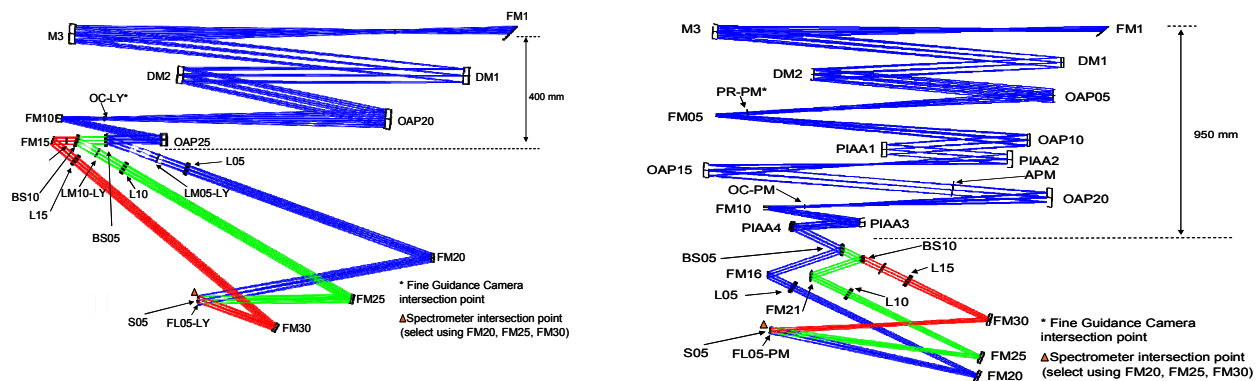 FM1
M3
DM2
DM1
400 mm
OC-LY*
FM10
OAP20
FM15
OAP25
L05
BS10
LM10-LY
L10
LM05-LY
L15
BS05
FM20
FM25
S05
FL05-LY
FM30
* Fine Guidance Camera
intersection point
Spectrometer intersection point
(select using FM20, FM25, FM30)
M3
FM1
DM1
DM2
PR-PM*
OAP05
FM05
OAP10
950 mm
PIAA1
PIAA2
OAP15
APM
OC-PM
OAP20
FM10
PIAA3
PIAA4
BS05
BS10
FM16
L15
L05
L10
FM21
FM30
S05
FL05-PM
FM25
FM20
* Fine Guidance Camera
intersection point
Spectrometer intersection point
(select using FM20, FM25, FM30)